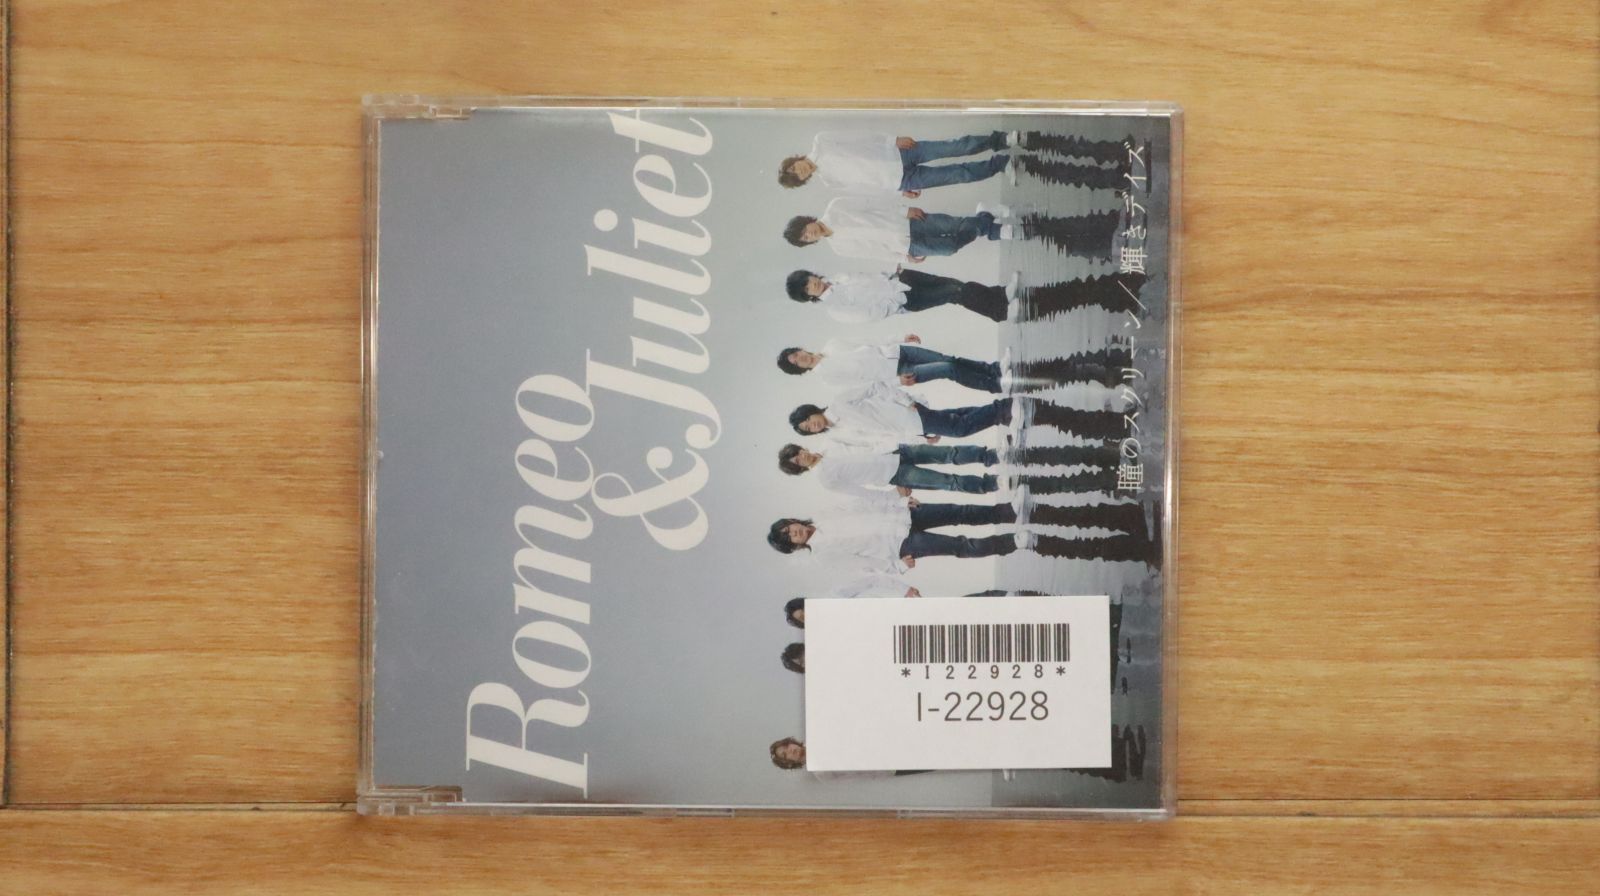 Romeo
&Juliet
瞳のスクリーン/輝きデイズ
*I22928*
I-22928